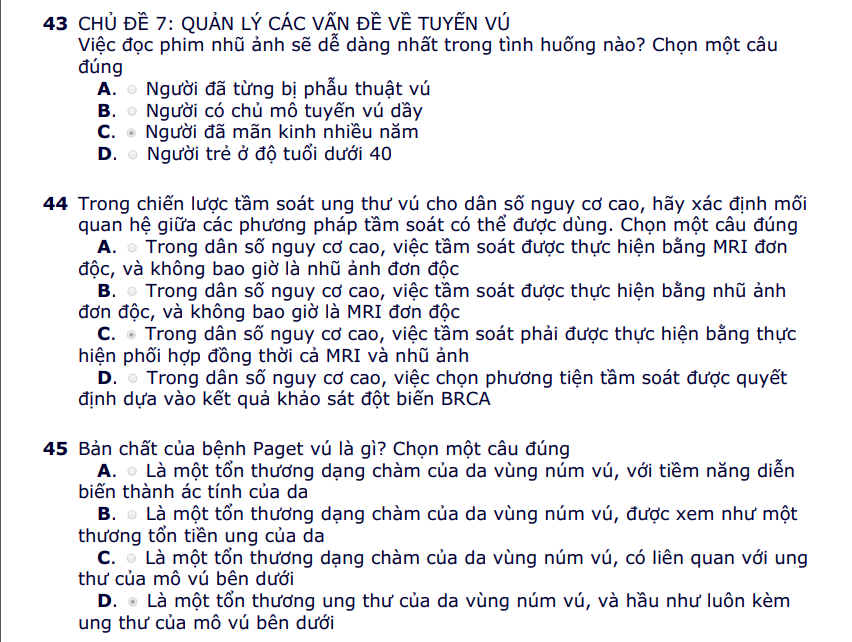 43 CHỦ ĐỀ 7: QUẢN LÝ CÁC VẤN ĐỀ VỀ TUYẾN VÚ
Việc đọc phim nhũ ảnh sẽ dễ dàng nhất trong tình huống nào? Chọn một câu
đúng
A. Người đã từng bị phẫu thuật vú
B. Người có chủ mô tuyến vú dầy
C. Người đã mãn kinh nhiều năm
D. Người trẻ ở độ tuổi dưới 40
44 Trong chiến lược tầm soát ung thư vú cho dân số nguy cơ cao, hãy xác định mối
quan hệ giữa các phương pháp tầm soát có thể được dùng. Chọn một câu đúng
A. Trong dân số nguy cơ cao, việc tầm soát được thực hiện bằng MRI đơn
độc, và không bao giờ là nhũ ảnh đơn độc
B. Trong dân số nguy cơ cao, việc tầm soát được thực hiện bằng nhũ ảnh
đơn độc, và không bao giờ là MRI đơn độc
C. Trong dân số nguy cơ cao, việc tầm soát phải được thực hiện bằng thực
hiện phối hợp đồng thời cả MRI và nhũ ảnh
D. Trong dân số nguy cơ cao, việc chọn phương tiện tầm soát được quyết
định dựa vào kết quả khảo sát đột biến BRCA
45 Bản chất của bệnh Paget vú là gì? Chọn một câu đúng
A. Là một tổn thương dạng chàm của da vùng núm vú, với tiềm năng diễn
biến thành ác tính của da
B. Là một tổn thương dạng chàm của da vùng núm vú, được xem như một
thương tổn tiền ung của da
C. Là một tổn thương dạng chàm của da vùng núm vú, có liên quan với ung
thư của mô vú bên dưới
D. Là một tổn thương ung thư của da vùng núm vú, và hầu như luôn kèm
ung thư của mô vú bên dưới